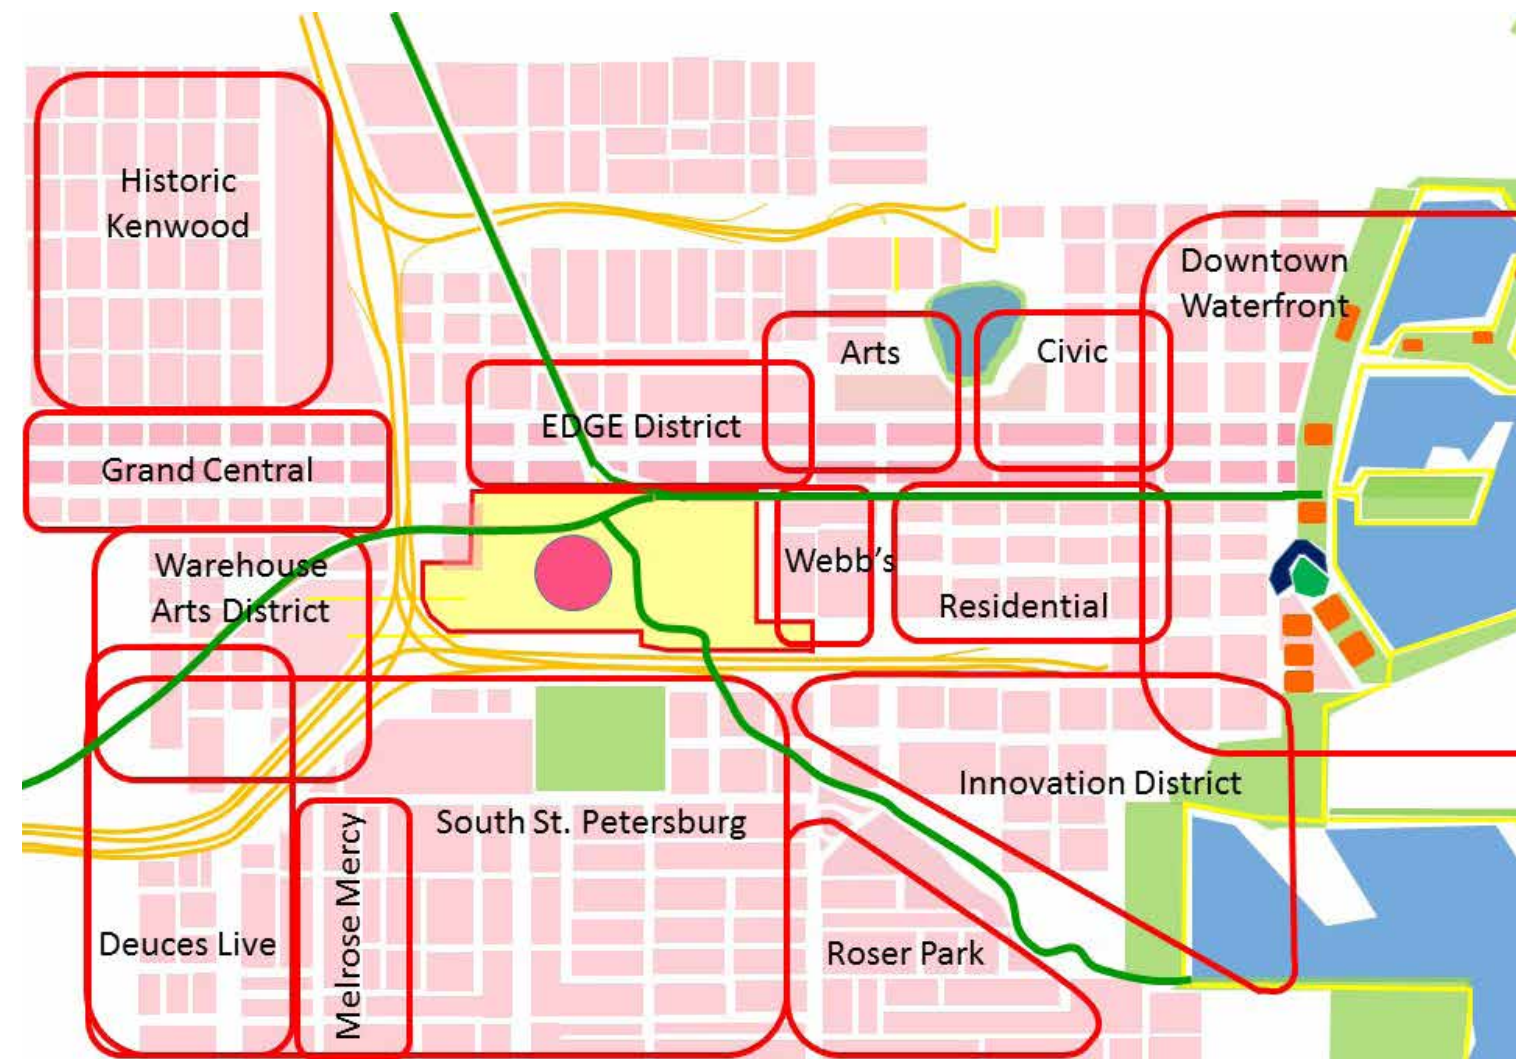 Historic
Kenwood
Downtown
Waterfront
Arts
Civic
EDGE District
Grand Central
Warehouse
Arts District
Webb's
Residential
Innovation District
South St. Petersburg
Melrose Mercy
Deuces Live
Roser Park